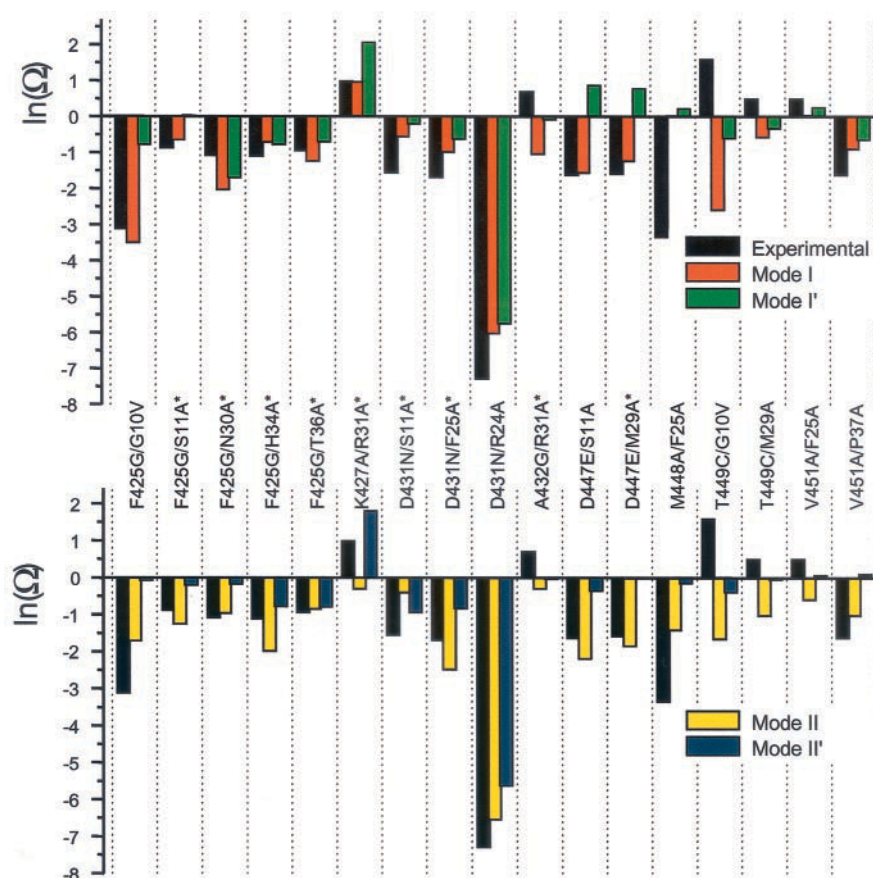 ln(Ω)
2
1
0
-1
-2
-3
-4
-5
-6
-7
-8
Experimental
Mode I
Mode I'
F425G/G10V
F425G/S11A*
F425G/N30A*
F425G/H34A*
F425G/T36A*
K427A/R31A*
D431N/S11A*
D431N/F25A*
D431N/R24A
A432G/R31A*
D447E/S11A
D447E/M29A*
M448A/F25A
T449C/G10V
T449C/M29A
V451A/F25A
V451A/P37A
ln(Ω)
2
1
0
-1
-2
-3
-4
-5
-6
-7
-8
Mode II
Mode II'